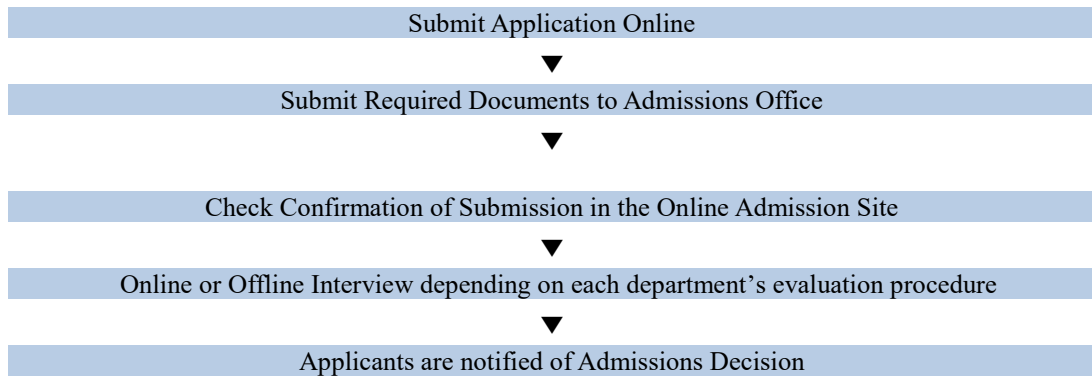 Submit Application Online
▼
Submit Required Documents to Admissions Office
▼
Check Confirmation of Submission in the Online Admission Site
▼
Online or Offline Interview depending on each department’s evaluation procedure
▼
Applicants are notified of Admissions Decision